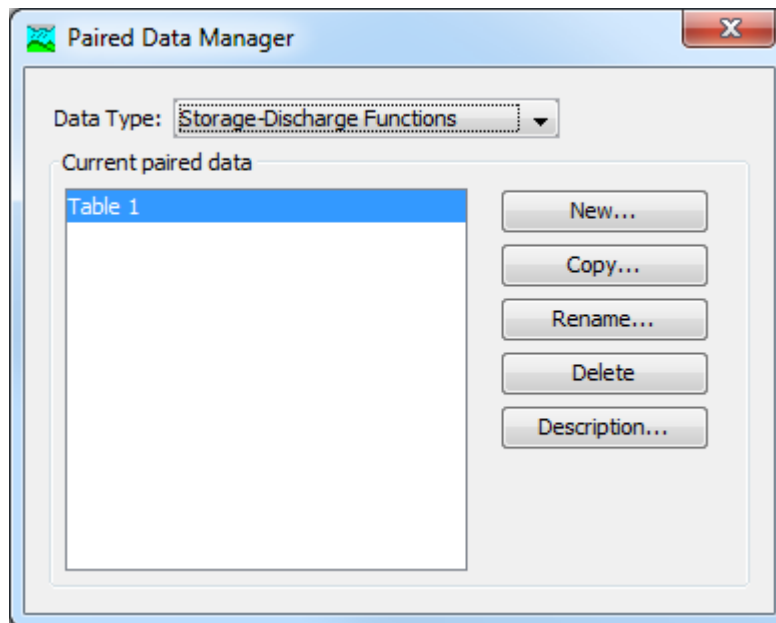 Paired Data Manager
Data Type: Storage-Discharge Functions
Current paired data
Table 1
New...
Copy...
Rename...
Delete
Description...